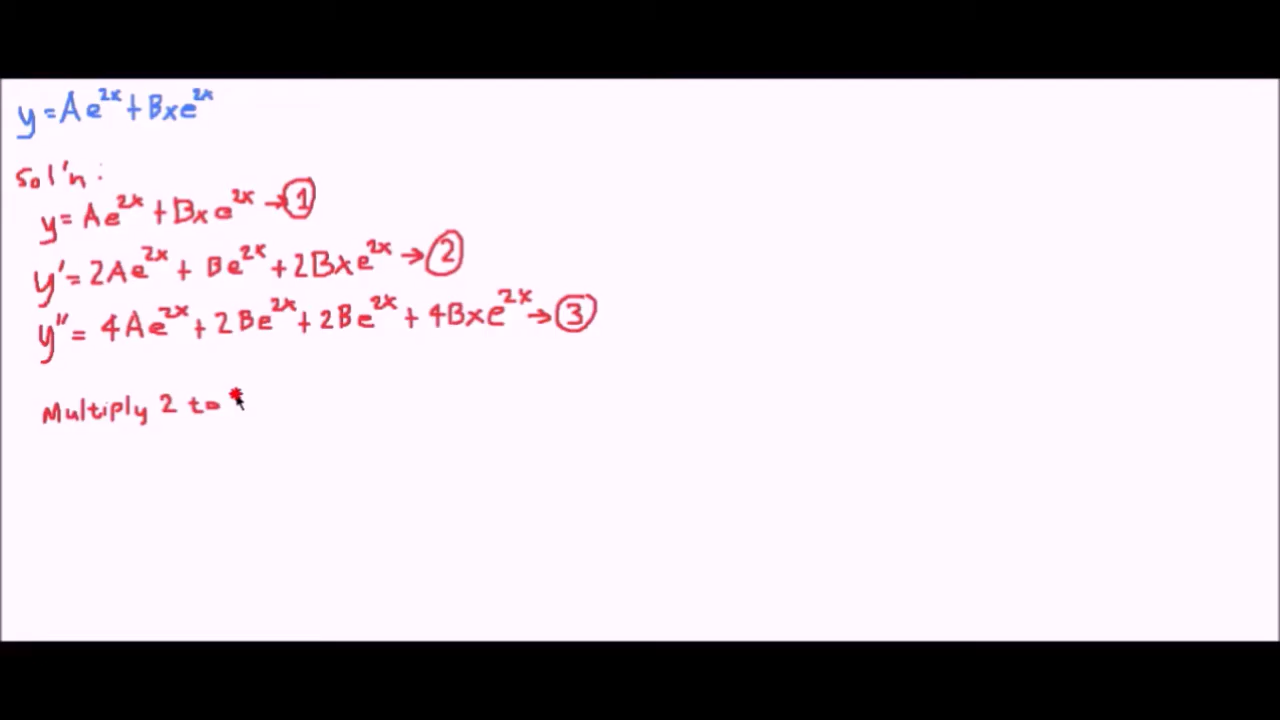 y=Ae^2x+Bxe^2x
Sol'n:
y=Ae^2x+Bxe^2x→①
y'=2Ae^2x+Be^2x+2Bxe^2x→②
y"=4Ae^2x+2Be^2x+2Be^2x+4Bxe^2x→③
Multiply 2 to